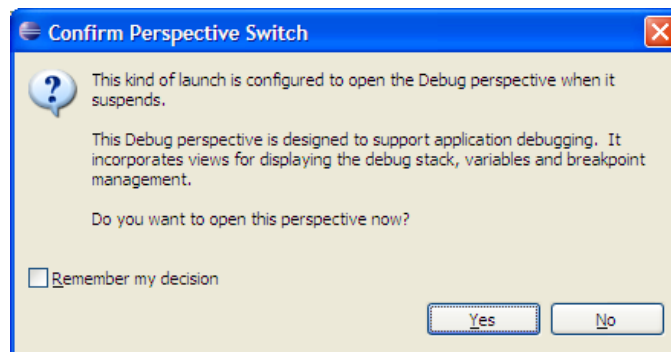 Confirm Perspective Switch
This kind of launch is configured to open the Debug perspective when it
suspends.
This Debug perspective is designed to support application debugging. It
incorporates views for displaying the debug stack, variables and breakpoint
management.
Do you want to open this perspective now?
Remember my decision
Yes No